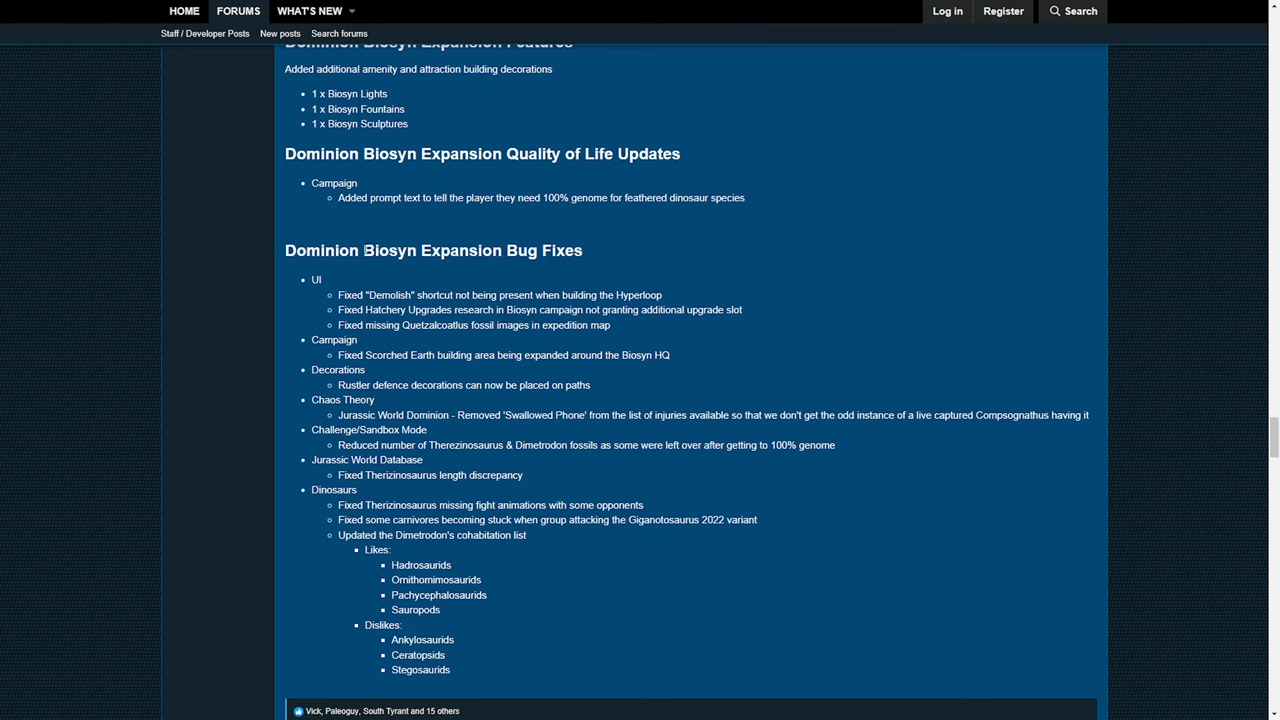 HOME
FORUMS
WHAT'S NEW
Log in
Register
Search
Staff / Developer Posts
New posts
Search forums
Dominion Biosyn Expansion Features
Added additional amenity and attraction building decorations
1 x Biosyn Lights
1 x Biosyn Fountains
1 x Biosyn Sculptures
Dominion Biosyn Expansion Quality of Life Updates
Campaign
Added prompt text to tell the player they need 100% genome for feathered dinosaur species
Dominion Biosyn Expansion Bug Fixes
UI
Fixed "Demolish" shortcut not being present when building the Hyperloop
Fixed Hatchery Upgrades research in Biosyn campaign not granting additional upgrade slot
Fixed missing Quetzalcoatlus fossil images in expedition map
Campaign
Fixed Scorched Earth building area being expanded around the Biosyn HQ
Decorations
Rustler defence decorations can now be placed on paths
Chaos Theory
Jurassic World Dominion - Removed 'Swallowed Phone' from the list of injuries available so that we don't get the odd instance of a live captured Compsognathus having it
Challenge/Sandbox Mode
Reduced number of Therezinosaurus & Dimetrodon fossils as some were left over after getting to 100% genome
Jurassic World Database
Fixed Therizinosaurus length discrepancy
Dinosaurs
Fixed Therizinosaurus missing fight animations with some opponents
Fixed some carnivores becoming stuck when group attacking the Giganotosaurus 2022 variant
Updated the Dimetrodon's cohabitation list
Likes:
Hadrosaurids
Ornithomimosaurids
Pachycephalosaurids
Sauropods
Dislikes:
Ankylosaurids
Ceratopsids
Stegosaurids
Vick, Paleoguy, South Tyrant and 15 others